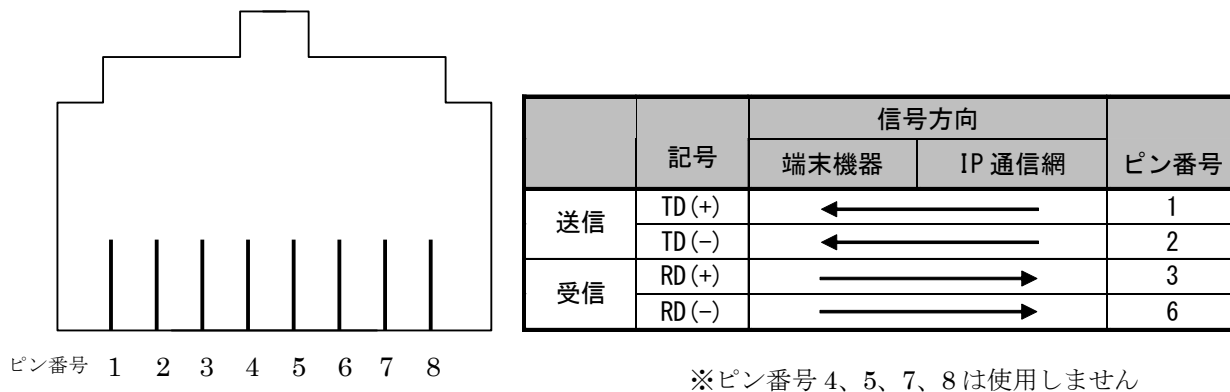 信号方向
記号 端末機器 IP通信網 ピン番号
送信 TD(+) 1
TD(-) 2
受信 RD(+) 3
RD(-) 6
ピン番号 1 2 3 4 5 6 7 8
※ピン番号 4、5、7、8 は使用しません